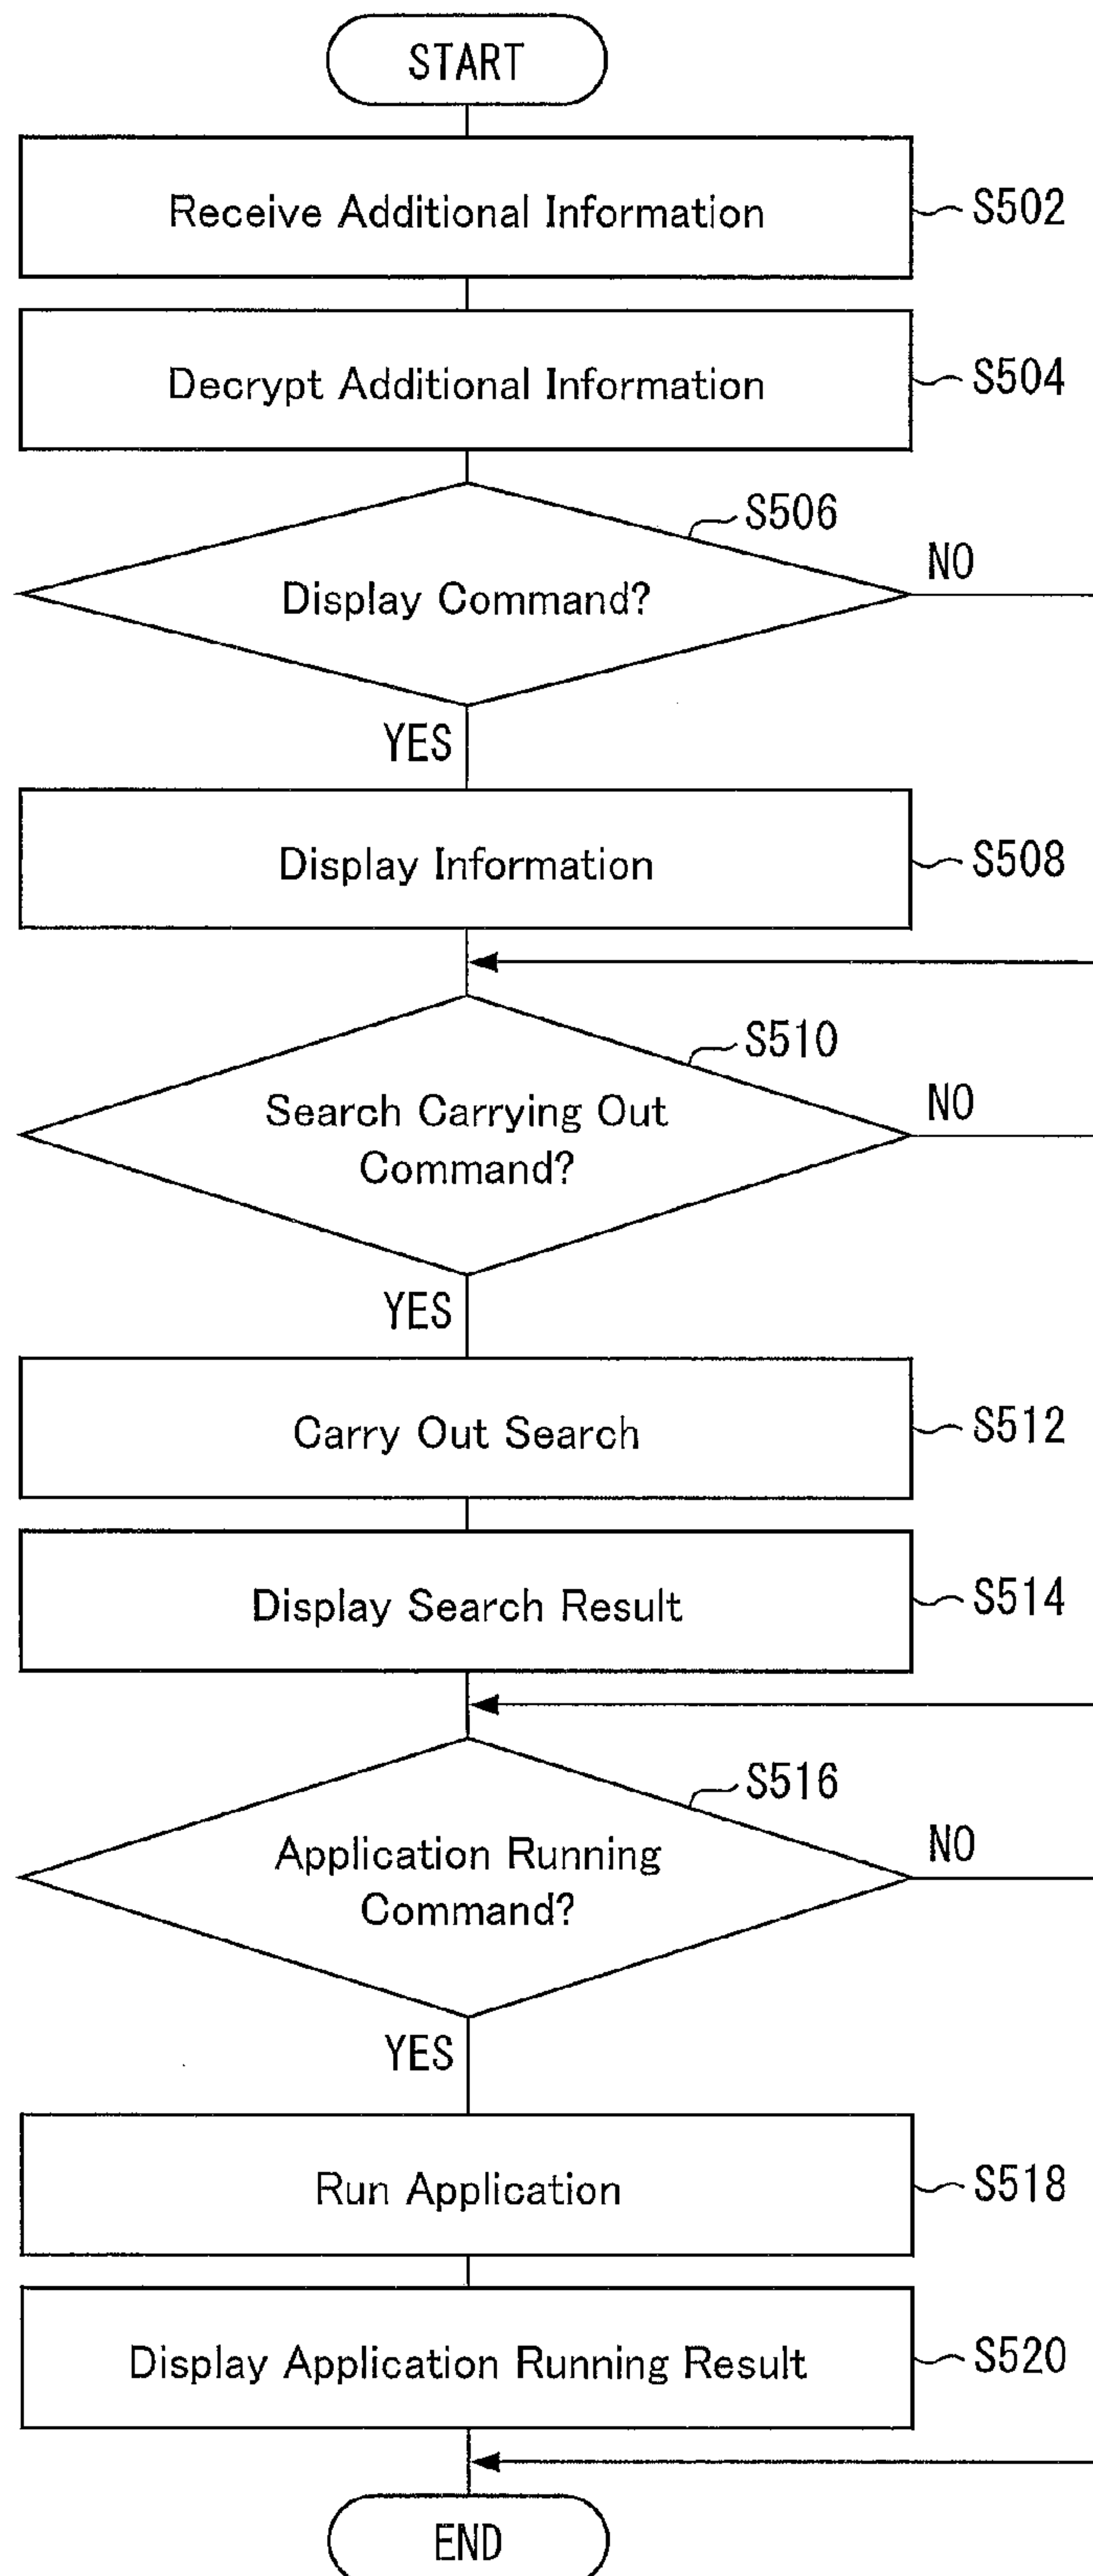 START
Receive Additional Information
S502
Decrypt Additional Information
S504
S506
Display Command?
NO
YES
Display Information
S508
S510
Search Carrying Out
Command?
NO
YES
Carry Out Search
S512
Display Search Result
S514
S516
Application Running
Command?
NO
YES
Run Application
S518
Display Application Running Result
S520
END